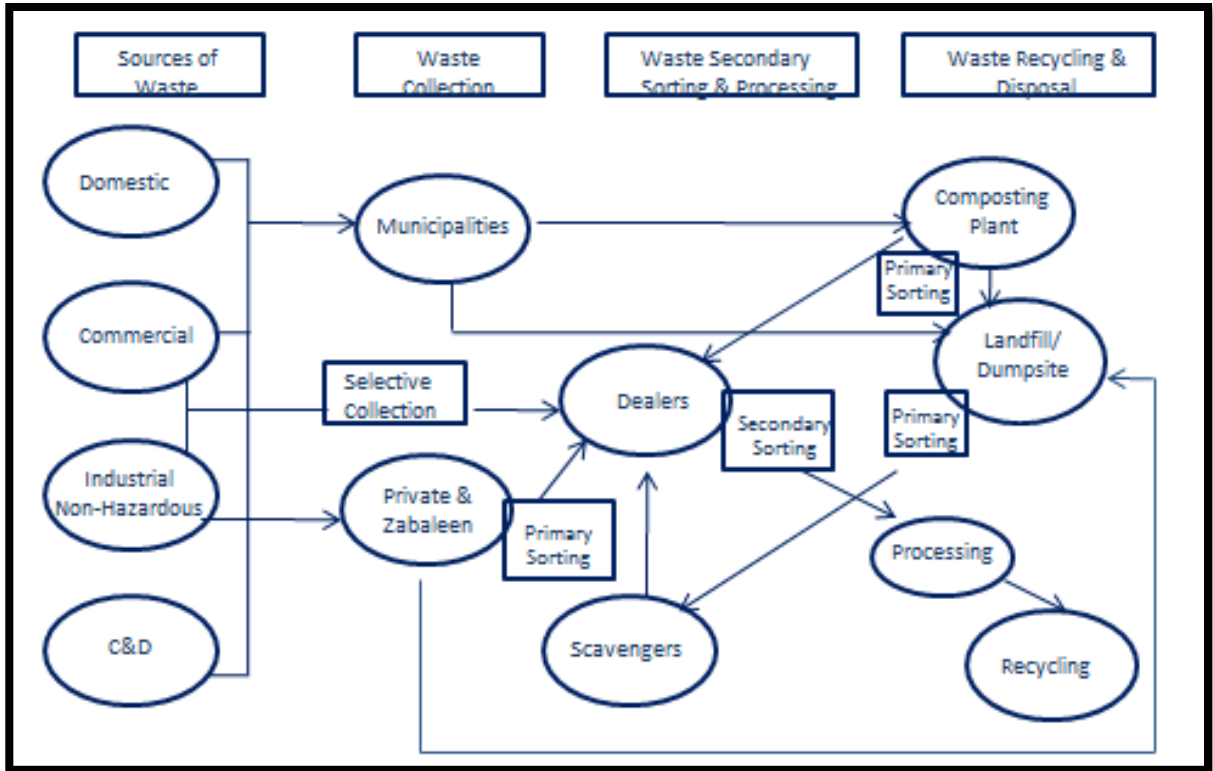 Sources of
Waste
Waste
Collection
Waste Secondary
Sorting & Processing
Waste Recycling &
Disposal
Domestic
Municipalities
Composting
Plant
Primary
Sorting
Commercial
Landfill/
Dumpsite
Selective
Collection
Dealers
Secondary
Sorting
Primary
Sorting
Industrial
Non-Hazardous
Private &
Zabaleen
Primary
Sorting
Processing
C&D
Scavengers
Recycling